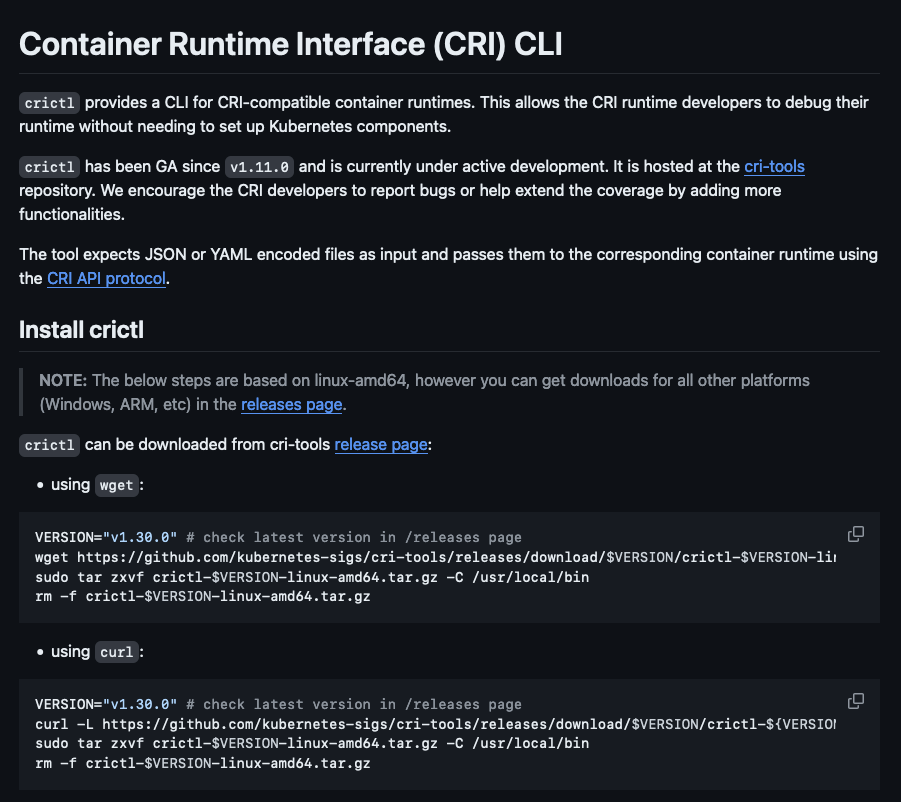 Container Runtime Interface (CRI) CLI
crictl provides a CLI for CRI-compatible container runtimes. This allows the CRI runtime developers to debug their
runtime without needing to set up Kubernetes components.
crictl has been GA since v1.11.0 and is currently under active development. It is hosted at the cri-tools
repository. We encourage the CRI developers to report bugs or help extend the coverage by adding more
functionalities.
The tool expects JSON or YAML encoded files as input and passes them to the corresponding container runtime using
the CRI API protocol.
Install crictl
NOTE: The below steps are based on linux-amd64, however you can get downloads for all other platforms
(Windows, ARM, etc) in the releases page.
crictl can be downloaded from cri-tools release page:
• using wget:
VERSION="v1.30.0" # check latest version in /releases page
wget https://github.com/kubernetes-sigs/cri-tools/releases/download/$VERSION/crictl-$VERSION-lin
sudo tar zxvf crictl-$VERSION-linux-amd64.tar.gz -C /usr/local/bin
rm -f crictl-$VERSION-linux-amd64.tar.gz
• using curl:
VERSION="v1.30.0" # check latest version in /releases page
curl -L https://github.com/kubernetes-sigs/cri-tools/releases/download/$VERSION/crictl-${VERSION
sudo tar zxvf crictl-$VERSION-linux-amd64.tar.gz -C /usr/local/bin
rm -f crictl-$VERSION-linux-amd64.tar.gz